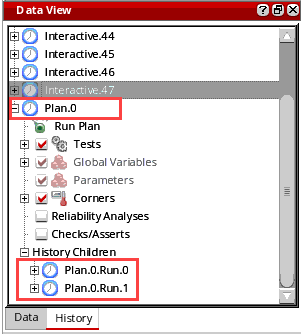 Data View
Interactive.44
Interactive.45
Interactive.46
Interactive.47
Plan.0
Run Plan
Tests
Global Variables
Parameters
Corners
Reliability Analyses
Checks/Asserts
History Children
Plan.0.Run.0
Plan.0.Run.1
Data History